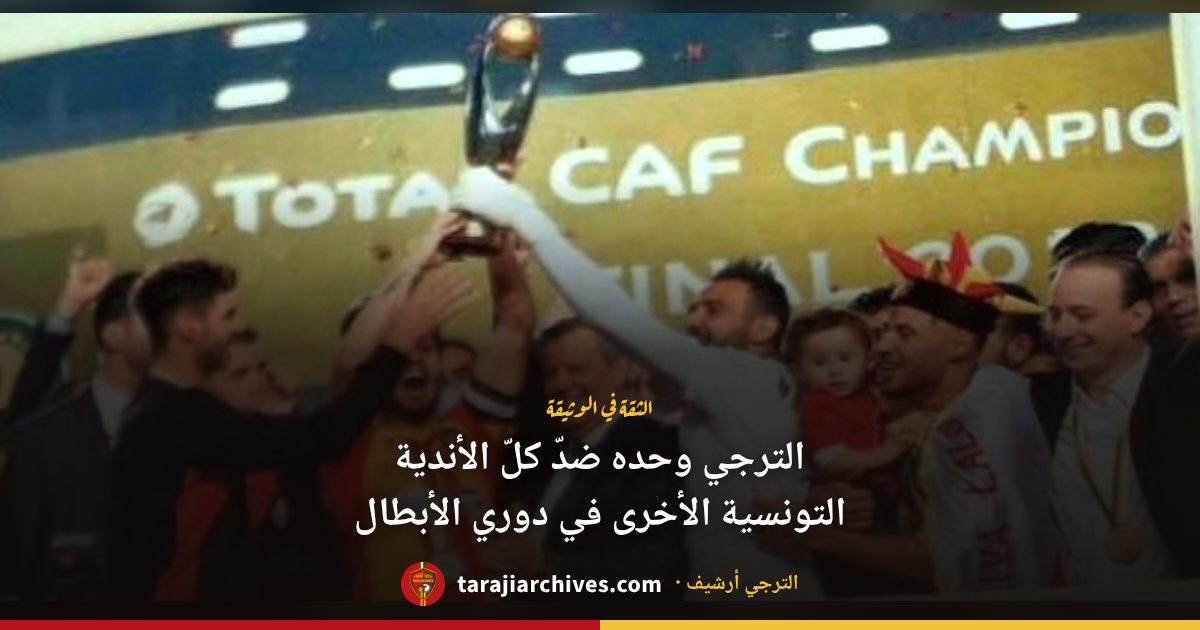 TOTAL CAF CHAMPIO
FINAL
الثقة في الوثيقة
الترجي وحده ضدّ كلّ الأندية
التونسية الأخرى في دوري الأبطال
tarajiarchives.com · الترجي أرشيف